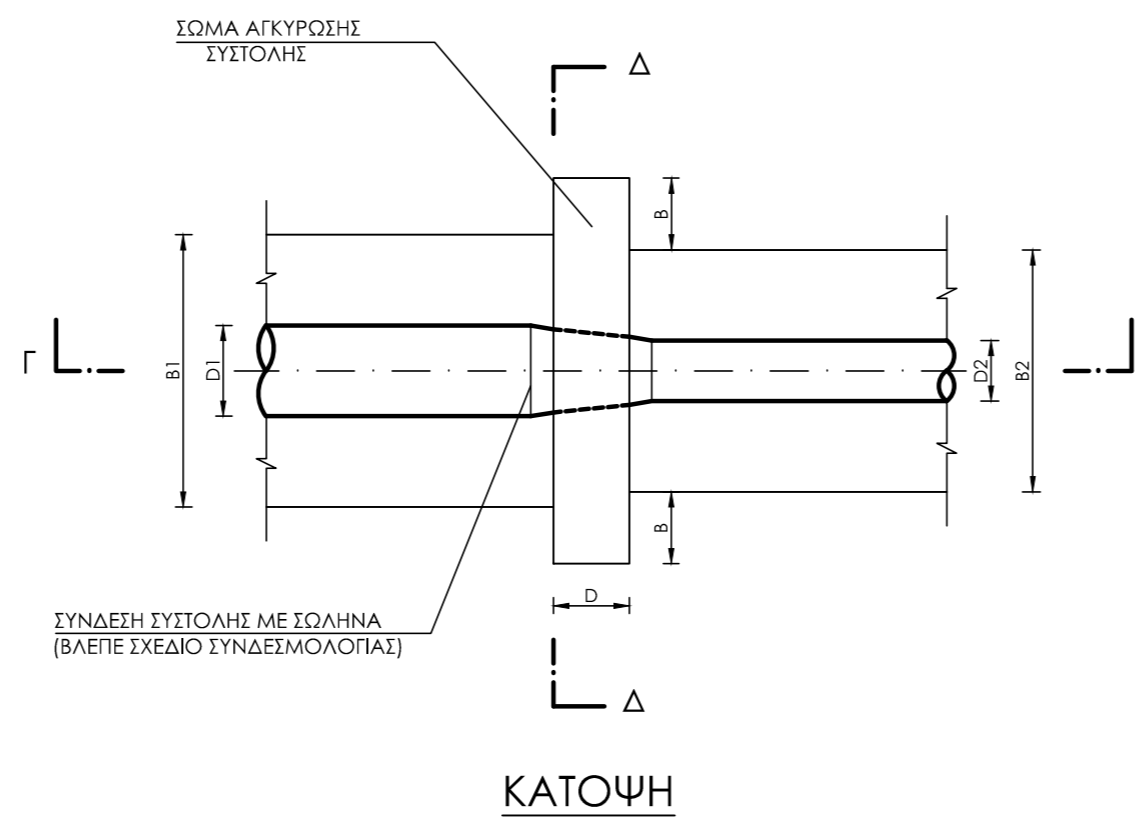 ΣΩΜΑ ΑΓΚΥΡΩΣΗΣ
ΣΥΣΤΟΛΗΣ
Δ
B
Γ
B1
D1
D2
B2
B
D
ΣΥΝΔΕΣΗ ΣΥΣΤΟΛΗΣ ΜΕ ΣΩΛΗΝΑ
(ΒΛΕΠΕ ΣΧΕΔΙΟ ΣΥΝΔΕΣΜΟΛΟΓΙΑΣ)
Δ
ΚΑΤΟΨΗ